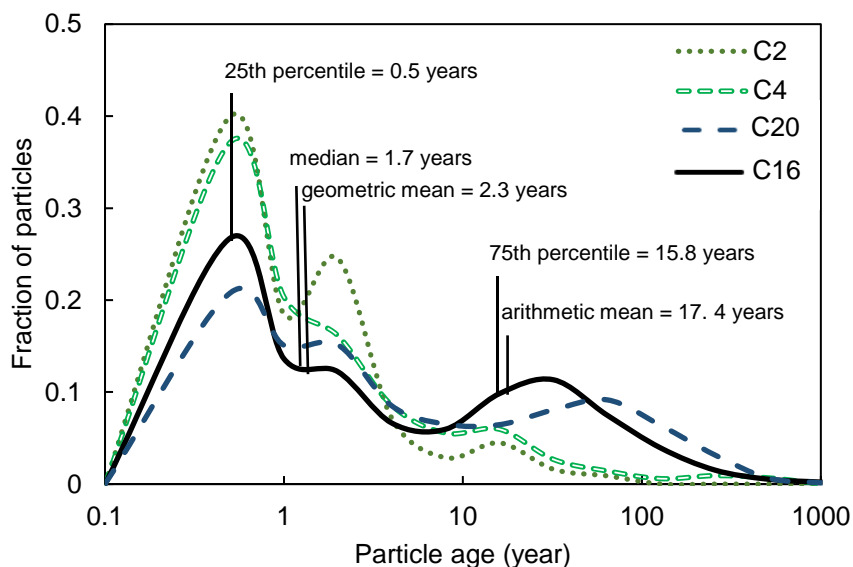 0.5
25th percentile = 0.5 years
C2
C4
C20
C16
0.4
median = 1.7 years
geometric mean = 2.3 years
0.3
75th percentile = 15.8 years
arithmetic mean = 17. 4 years
0.2
0.1
0
Fraction of particles
0.1
1
10
100
1000
Particle age (year)